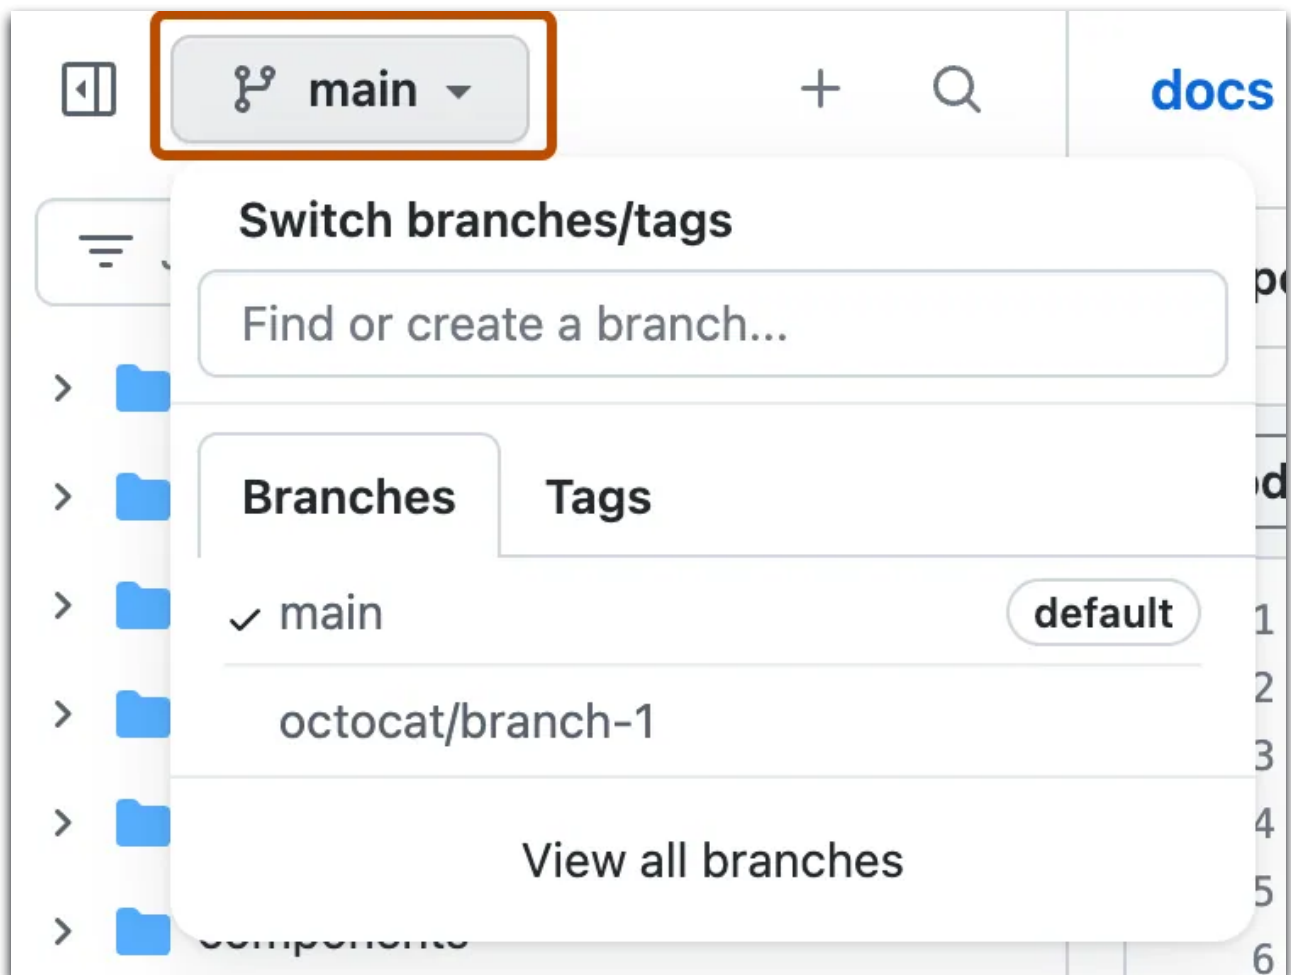 main
docs
Switch branches/tags
Find or create a branch...
Branches
Tags
main
default
octocat/branch-1
View all branches
components
1
2
3
4
5
6